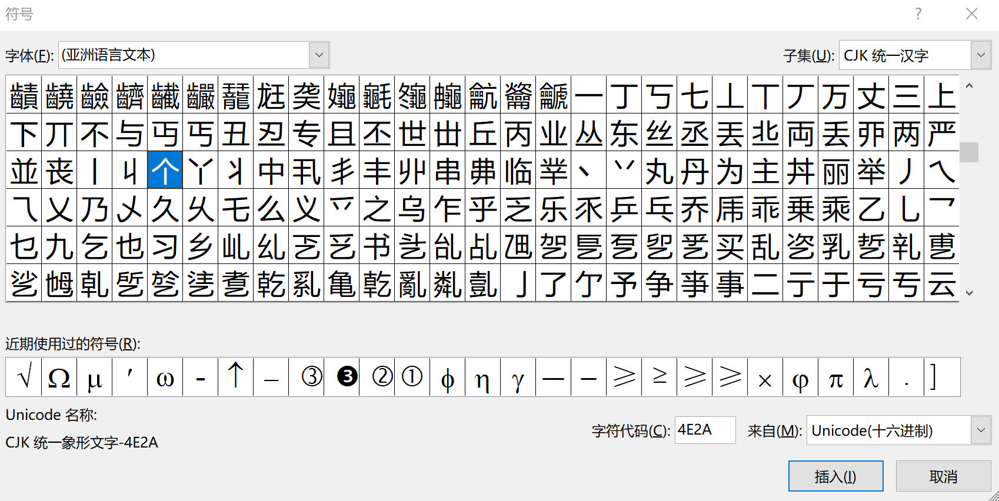 符号
字体(F): (亚洲语言文本) 子集(U): CJK 统一汉字
䶦 䶧 䶨 䶩 䶪 䶫 䶬 䶭 䶮 䶯 䶰 䶱 䶲 䶳 䶴 䶵 一 丁 丂 七 丄 丅 丆 万 丈 三 上
下 丌 不 与 丏 丐 丑 丒 专 且 丕 世 丗 丘 丙 业 丛 东 丝 丞 丟 丠 両 丢 丣 两 严
並 丧 丨 丩 个 丫 丬 中 丮 丯 丰 丱 串 丳 临 丵 丶 丷 丸 丹 为 主 丼 丽 举 丿 乀
乁 乂 乃 乄 久 乆 乇 么 义 乊 之 乌 乍 乎 乏 乐 乑 乒 乓 乔 乕 乖 乗 乘 乙 乚 乛
乜 九 乞 也 习 乡 乢 乣 乤 乥 书 乧 乨 乩 乪 乫 乬 乭 乮 乯 买 乱 乲 乳 乴 乵 乶
乷 乸 乹 乺 乻 乼 乽 乾 乿 亀 亁 亂 亃 亄 亅 了 亇 予 争 亊 事 二 亍 于 亏 亐 云
近期使用过的符号(R):
√ Ω μ ′ ω - ↑ – ③ ❸ ② ① ϕ η γ — − ⩾ ≥ ⩾ ⩾ × φ π λ . ]
Unicode 名称:
CJK 统一象形文字-4E2A
字符代码(C): 4E2A 来自(M): Unicode(十六进制)
插入(I) 取消